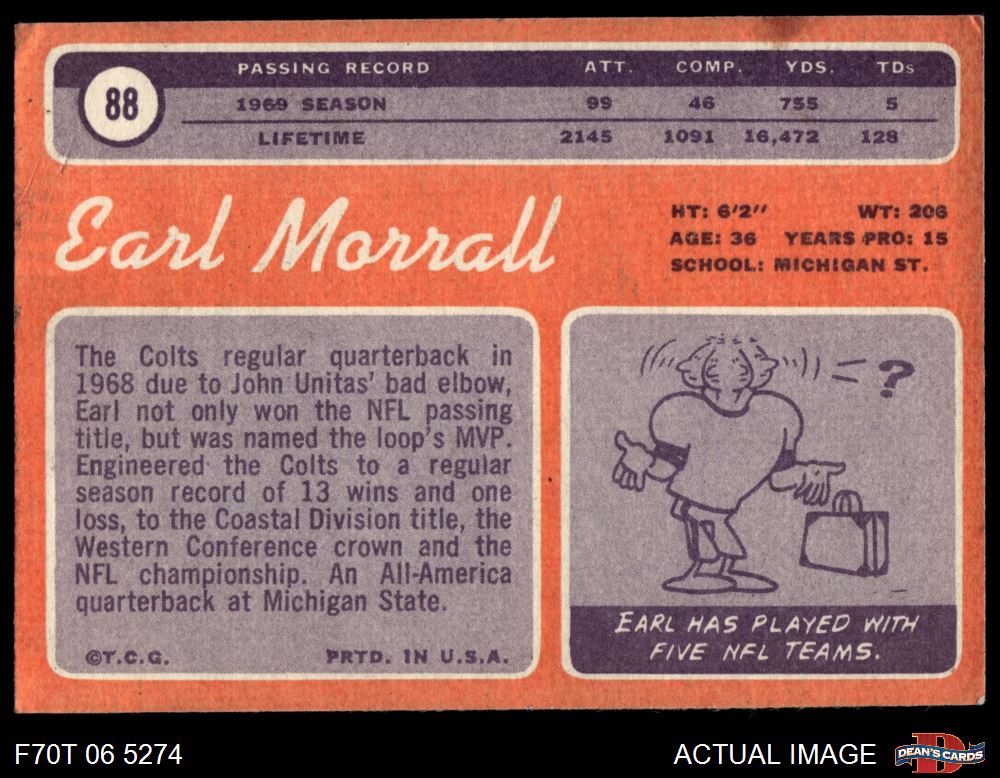 88
PASSING RECORD ATT. COMP. YDS. TDs
1969 SEASON 99 46 755 5
LIFETIME 2145 1091 16,472 128
Earl Morrall
HT: 6'2'' WT: 206
AGE: 36 YEARS PRO: 15
SCHOOL: MICHIGAN ST.
The Colts regular quarterback in
1968 due to John Unitas' bad elbow,
Earl not only won the NFL passing
title, but was named the loop's MVP.
Engineered the Colts to a regular
season record of 13 wins and one
loss, to the Coastal Division title, the
Western Conference crown and the
NFL championship. An All-America
quarterback at Michigan State.
©T.C.G. PRTD. IN U.S.A.
?
EARL HAS PLAYED WITH
FIVE NFL TEAMS.
F70T 06 5274
ACTUAL IMAGE
D
DEAN'S CARDS